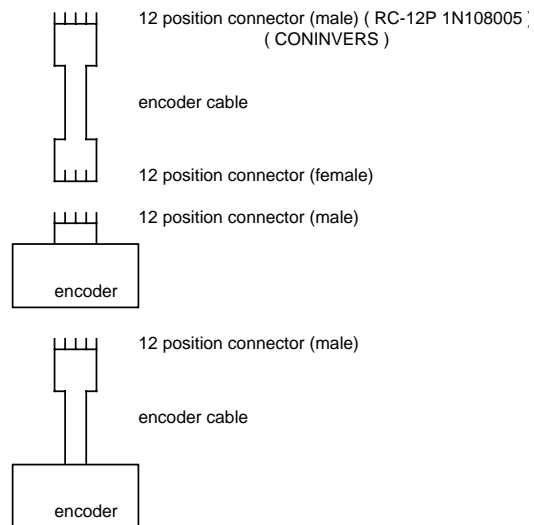 12 position connector (male) ( RC-12P 1N108005 )
( CONINVERS )
encoder cable
12 position connector (female)
12 position connector (male)
encoder
12 position connector (male)
encoder cable
encoder